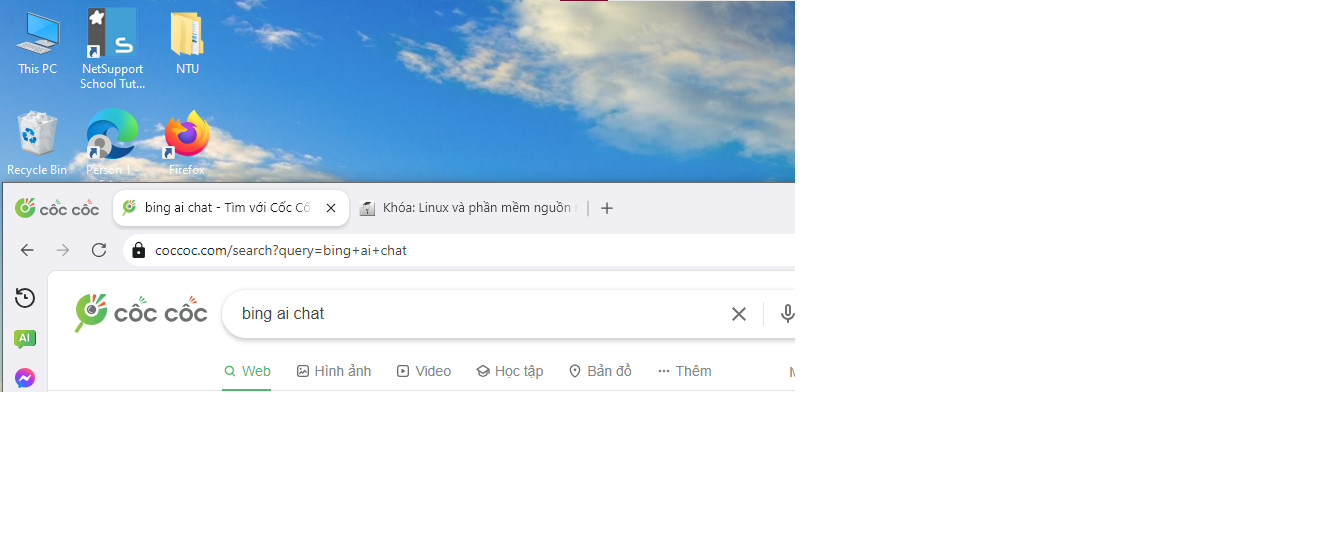 This PC
NetSupport
School Tut...
NTU
Recycle Bin
Person 1 -
Firefox
cốc cốc
bing ai chat - Tìm với Cốc Cố
Khóa: Linux và phần mềm nguồn
coccoc.com/search?query=bing+ai+chat
cốc cốc
bing ai chat
AI
Web
Hình ảnh
Video
Học tập
Bản đồ
Thêm